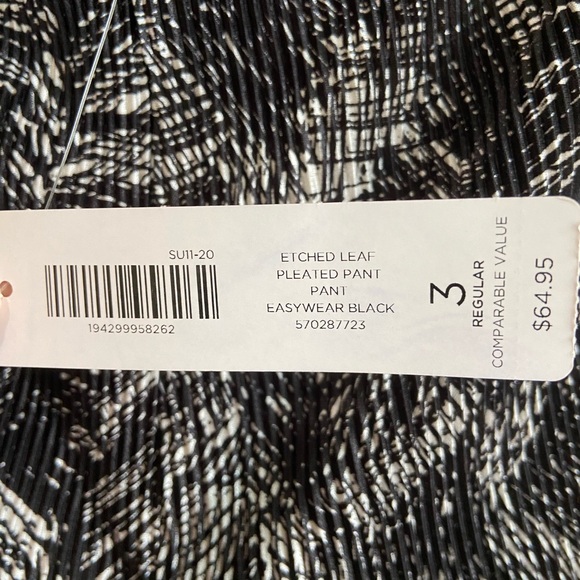 SU11-20
194299958262
ETCHED LEAF
PLEATED PANT
PANT
EASYWEAR BLACK
570287723
3
REGULAR
COMPARABLE VALUE
$64.95